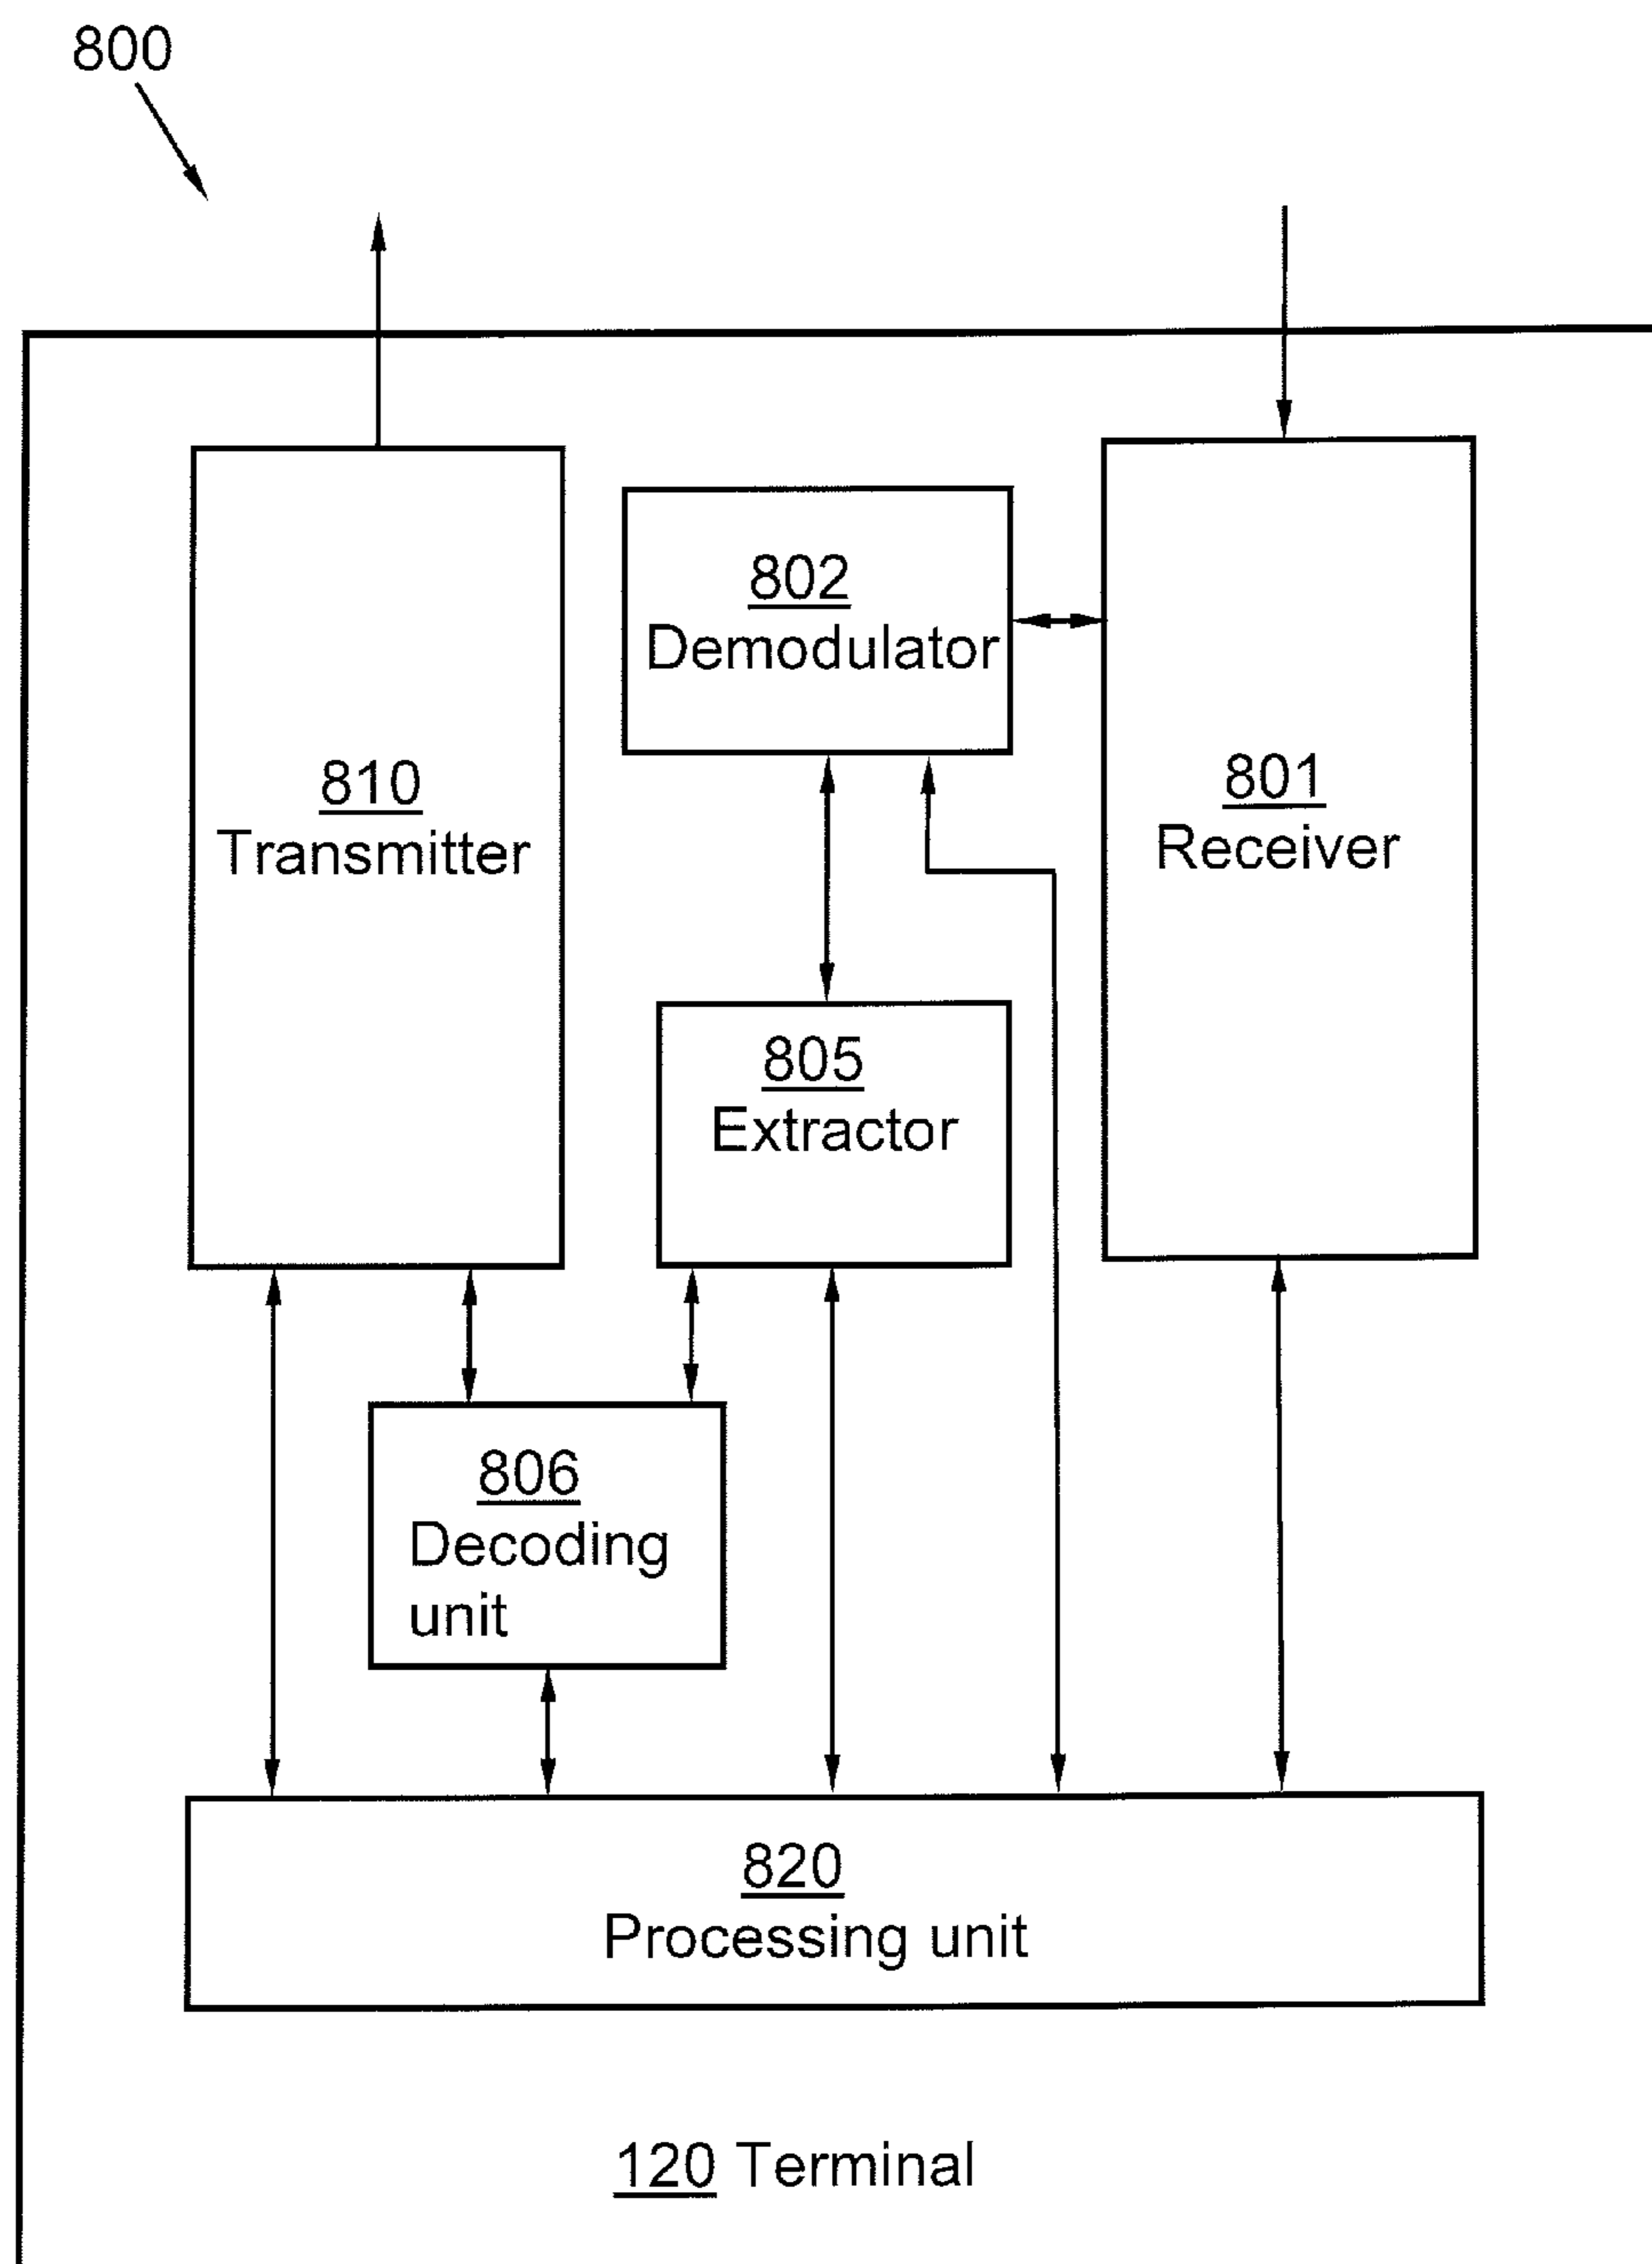 800
802
Demodulator
810
Transmitter
801
Receiver
805
Extractor
806
Decoding
unit
820
Processing unit
120 Terminal